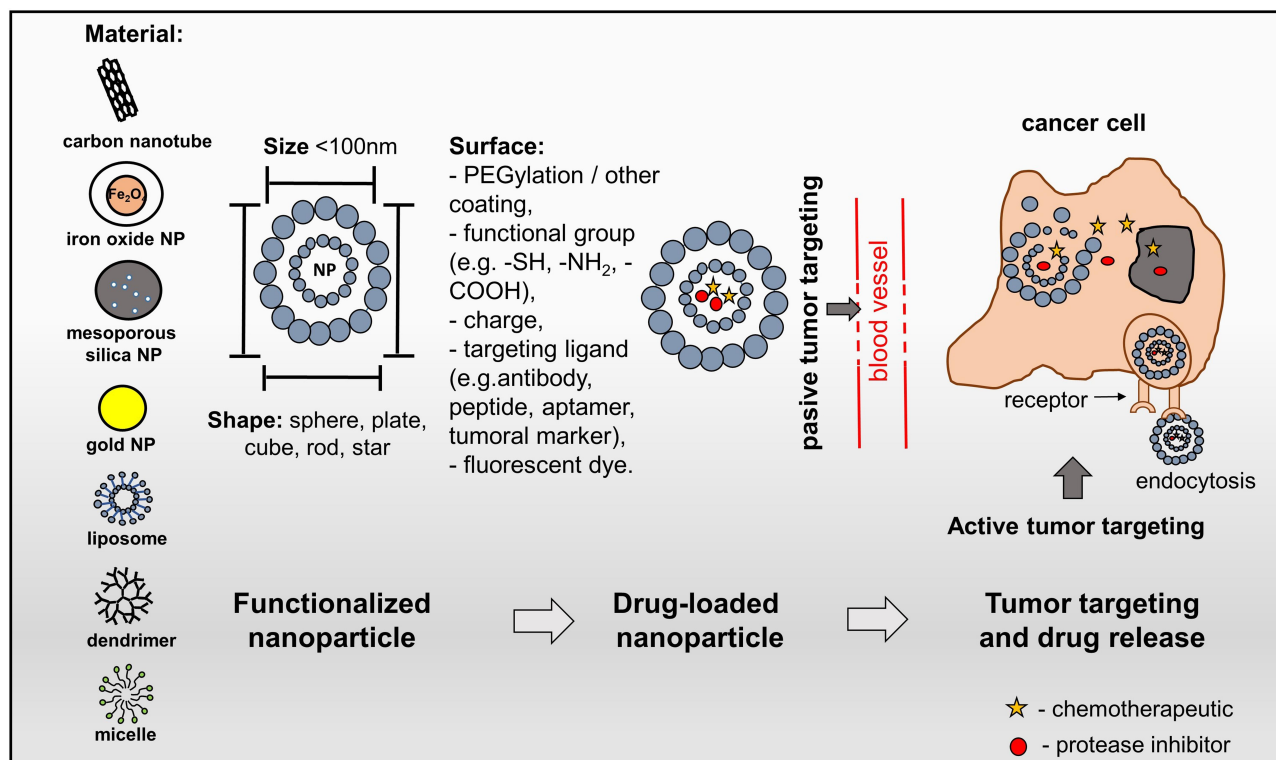 Material:
carbon nanotube
Fe₂O
iron oxide NP
mesoporous
silica NP
gold NP
liposome
dendrimer
micelle
Size <100nm
NP
Shape: sphere, plate,
cube, rod, star
Surface:
- PEGylation / other
coating,
- functional group
(e.g. -SH, -NH₂, -
COOH),
- charge,
- targeting ligand
(e.g.antibody,
peptide, aptamer,
tumoral marker),
- fluorescent dye.
pasive tumor targeting
blood vessel
cancer cell
receptor
endocytosis
Active tumor targeting
Functionalized
nanoparticle
Drug-loaded
nanoparticle
Tumor targeting
and drug release
- chemotherapeutic
- protease inhibitor